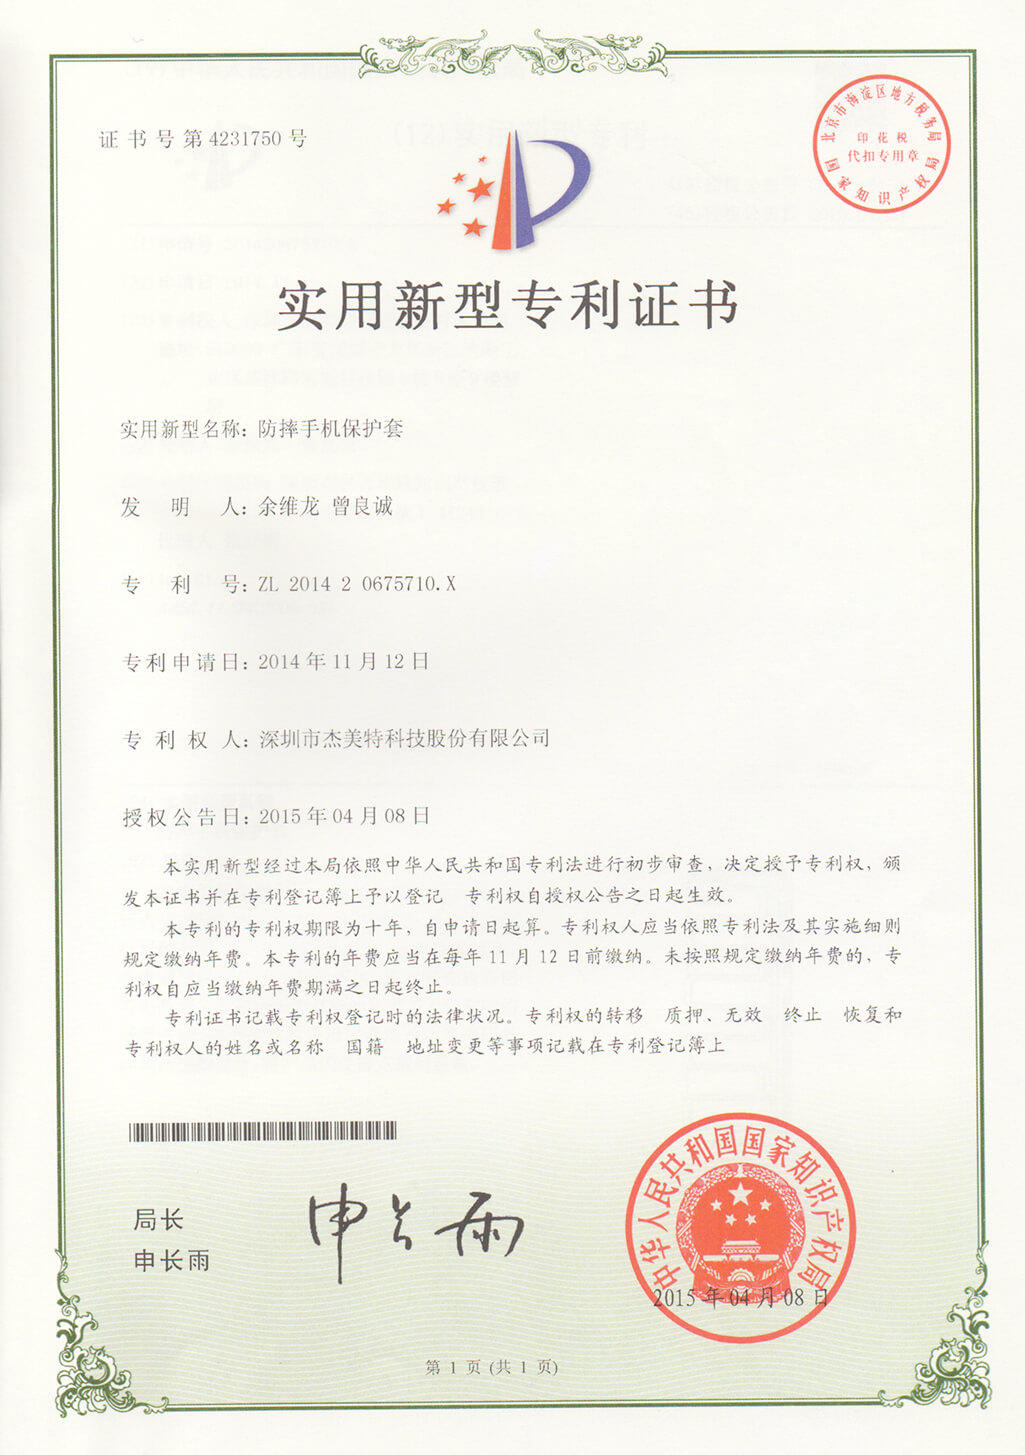 证书号第4231750号
北京市海淀区地方税务局
印花税
代扣专用章
国家知识产权局
实用新型专利证书
实用新型名称：防摔手机保护套
发明人：余维龙 曾良诚
专利号：ZL 2014 2 0675710.X
专利申请日：2014年11月12日
专利权人：深圳市杰美特科技股份有限公司
授权公告日：2015年04月08日
本实用新型经过本局依照中华人民共和国专利法进行初步审查，决定授予专利权，颁
发本证书并在专利登记簿上予以登记 专利权自授权公告之日起生效。
本专利的专利权期限为十年，自申请日起算。专利权人应当依照专利法及其实施细则
规定缴纳年费。本专利的年费应当在每年11月12日前缴纳。未按照规定缴纳年费的，专
利权自应当缴纳年费期满之日起终止。
专利证书记载专利权登记时的法律状况。专利权的转移 质押、无效 终止 恢复和
专利权人的姓名或名称 国籍 地址变更等事项记载在专利登记簿上
局长
申长雨
申长雨
中华人民共和国国家知识产权局
2015年04月08日
第1页(共1页)